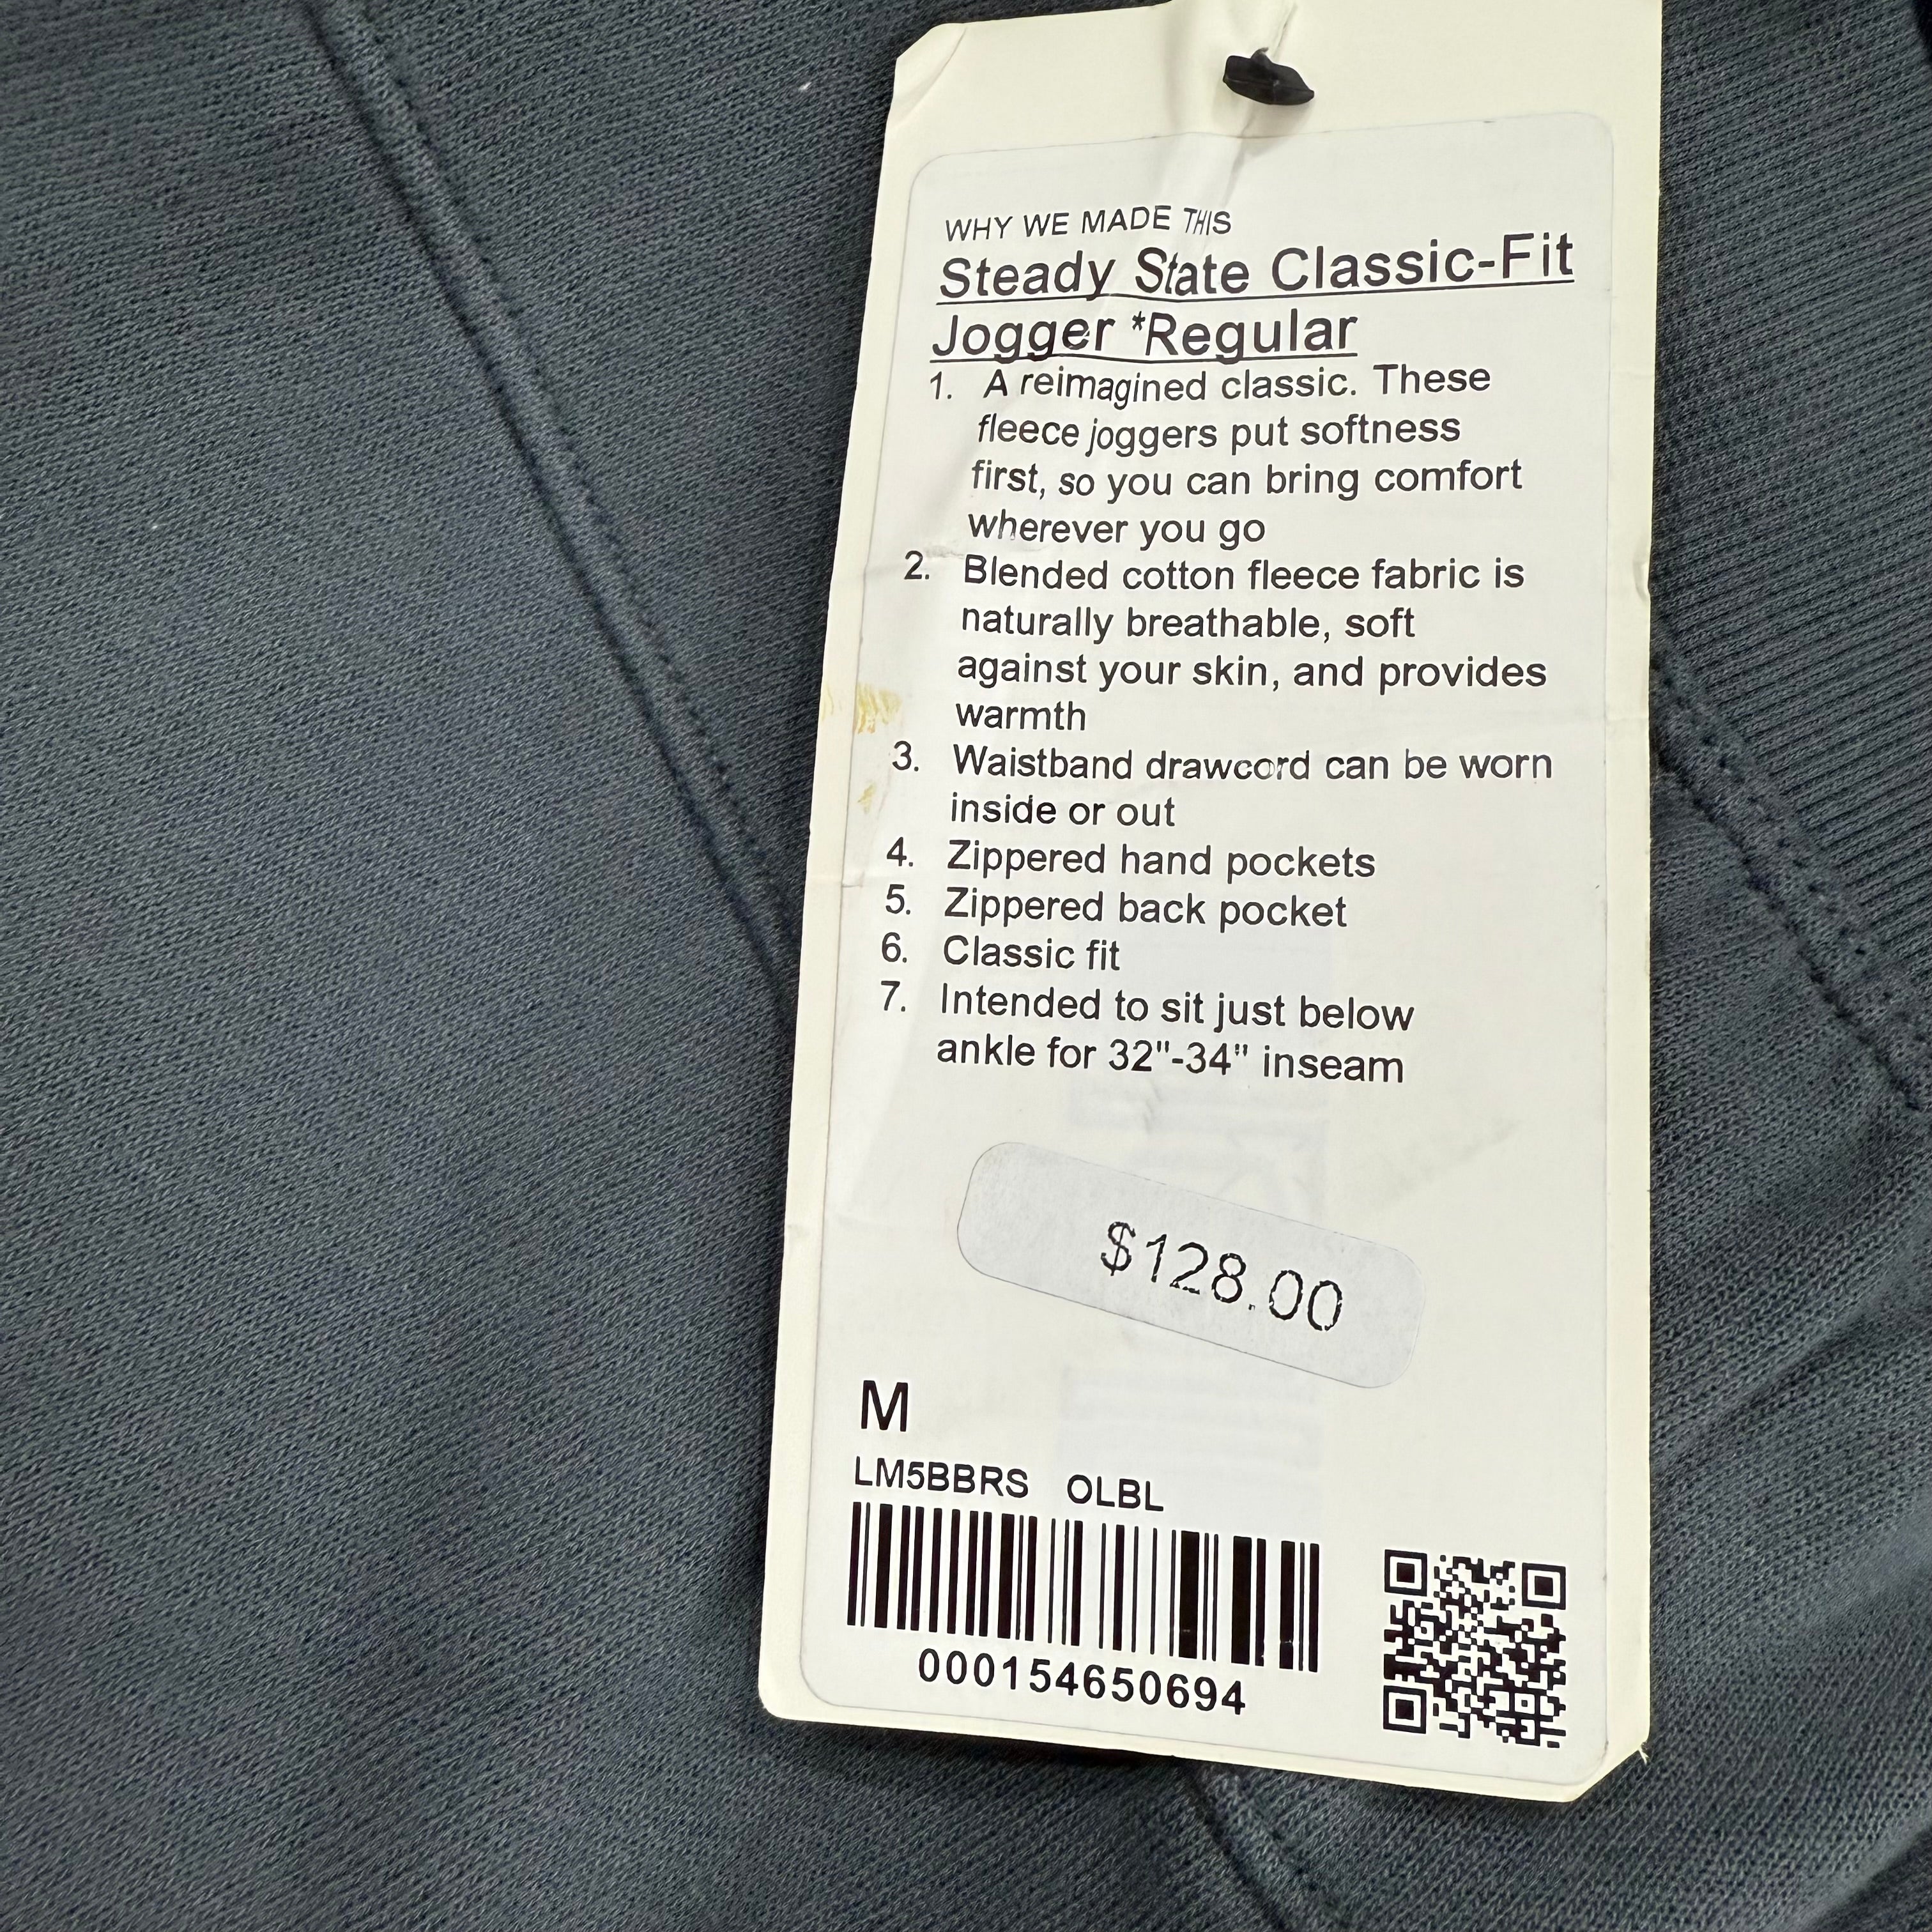 WHY WE MADE THIS
Steady State Classic-Fit
Jogger *Regular
1. A reimagined classic. These
fleece joggers put softness
first, so you can bring comfort
wherever you go
2. Blended cotton fleece fabric is
naturally breathable, soft
against your skin, and provides
warmth
3. Waistband drawcord can be worn
inside or out
4. Zippered hand pockets
5. Zippered back pocket
6. Classic fit
7. Intended to sit just below
ankle for 32"-34" inseam
$128.00
M
LM5BBRS OLBL
000154650694